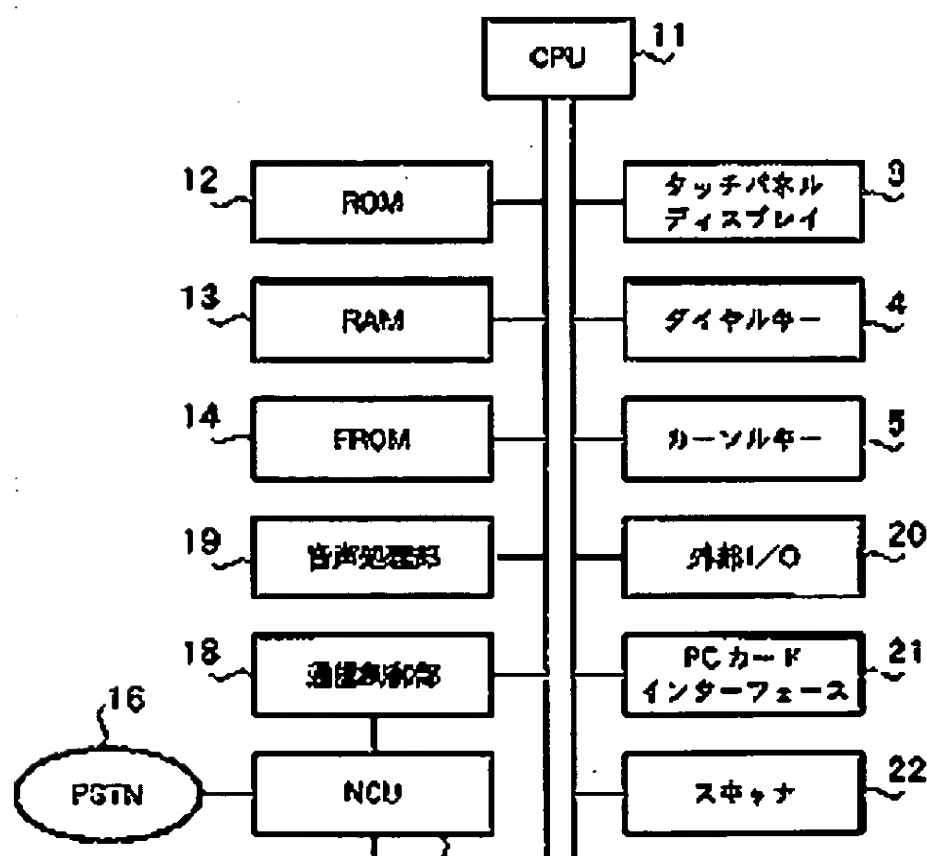 11
CPU
12
ROM
タッチパネル
ディスプレイ
3
13
RAM
ダイヤルキー
4
14
FROM
カーソルキー
5
19
音声処理部
外部I/O
20
18
通信制御部
PCカード
インターフェース
21
16
PSTN
NCU
スキャナ
22